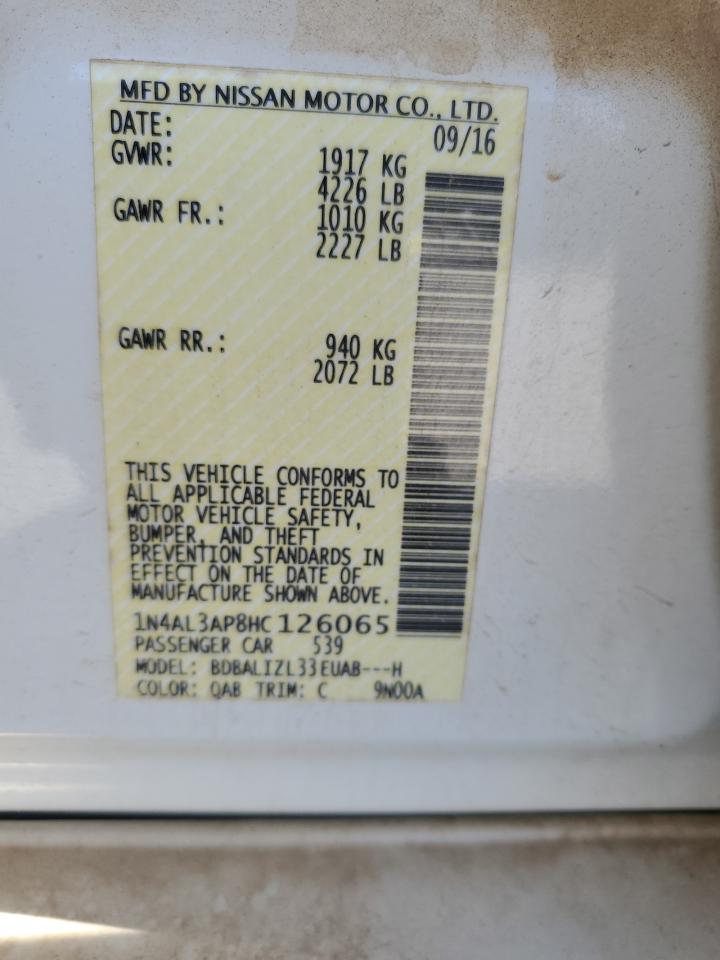 MFD BY NISSAN MOTOR CO., LTD.
DATE: 09/16
GVWR: 1917 KG
4226 LB
GAWR FR.: 1010 KG
2227 LB
GAWR RR.: 940 KG
2072 LB
THIS VEHICLE CONFORMS TO
ALL APPLICABLE FEDERAL
MOTOR VEHICLE SAFETY,
BUMPER, AND THEFT
PREVENTION STANDARDS IN
EFFECT ON THE DATE OF
MANUFACTURE SHOWN ABOVE.
1N4AL3AP8HC126065
PASSENGER CAR 539
MODEL: BDBALIZL33EUAB---H
COLOR: QAB TRIM: C 9N00A